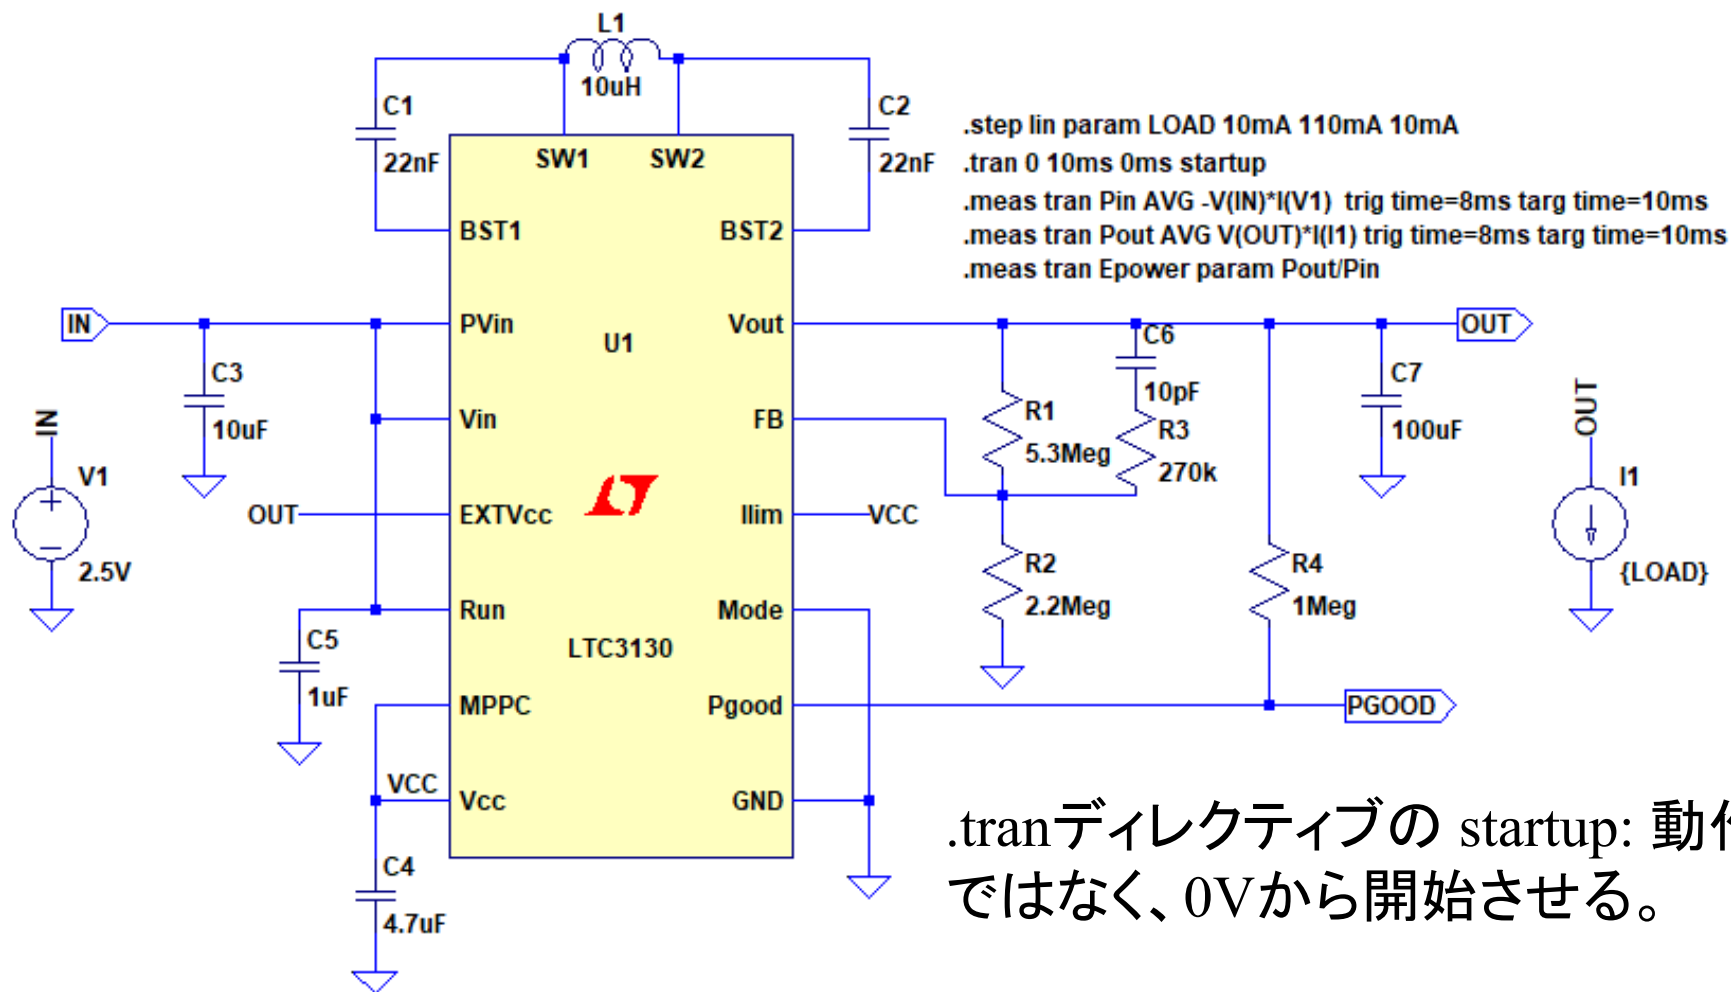 L1
10uH
C1
22nF
C2
22nF
.step lin param LOAD 10mA 110mA 10mA
.tran 0 10ms 0ms startup
.meas tran Pin AVG -V(IN)*I(V1)  trig time=8ms targ time=10ms
.meas tran Pout AVG V(OUT)*I(I1) trig time=8ms targ time=10ms
.meas tran Epower param Pout/Pin
SW1
SW2
BST1
BST2
IN
PVin
U1
Vout
C6
10pF
OUT
C3
10uF
C7
100uF
IN
V1
2.5V
Vin
FB
R1
5.3Meg
R3
270k
OUT
I1
{LOAD}
OUT
EXTVcc
Ilim
VCC
R2
2.2Meg
R4
1Meg
C5
1uF
Run
Mode
LTC3130
MPPC
Pgood
PGOOD
VCC
Vcc
GND
C4
4.7uF
.tranディレクティブの startup: 動作
ではなく、0Vから開始させる。